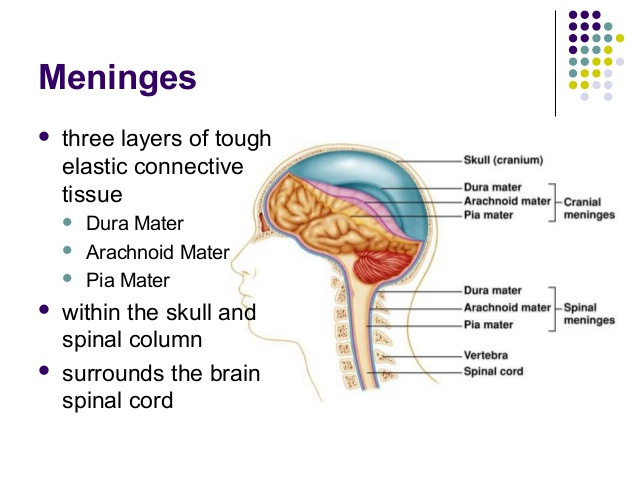 Meninges
three layers of tough
elastic connective
tissue
Dura Mater
Arachnoid Mater
Pia Mater
within the skull and
spinal column
surrounds the brain
spinal cord
Skull (cranium)
Dura mater
Arachnoid mater
Pia mater
Cranial
meninges
Dura mater
Arachnoid mater
Pia mater
Spinal
meninges
Vertebra
Spinal cord